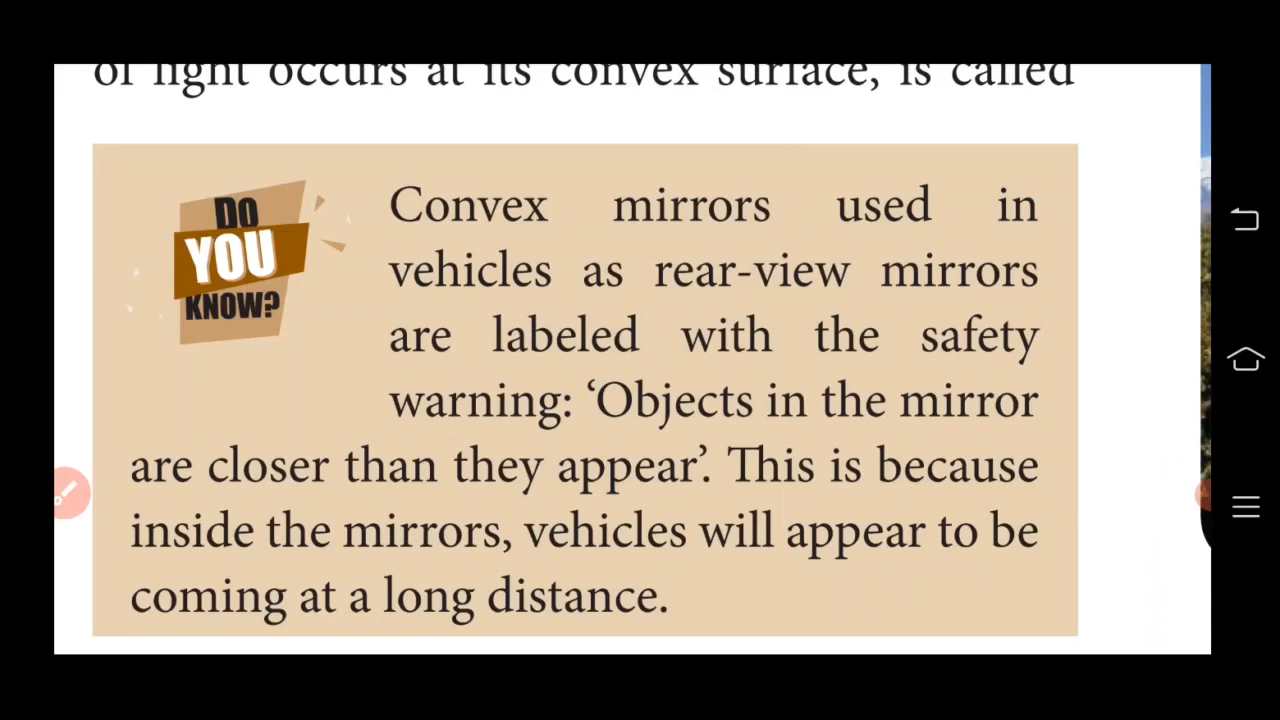 of light occurs at its convex surface, is called
DO
YOU
KNOW?
Convex mirrors used in
vehicles as rear-view mirrors
are labeled with the safety
warning: ‘Objects in the mirror
are closer than they appear’. This is because
inside the mirrors, vehicles will appear to be
coming at a long distance.